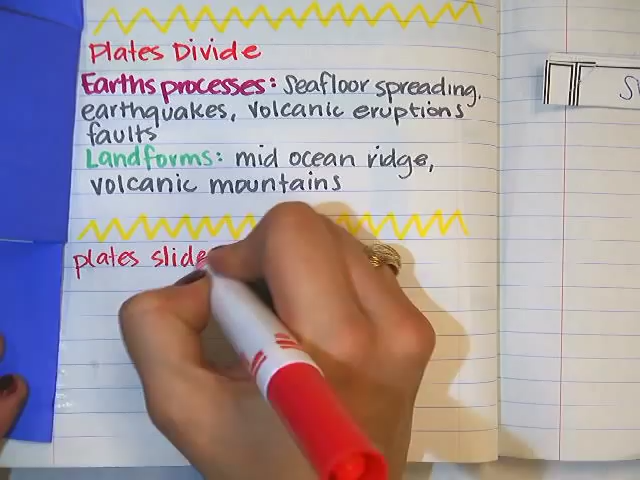 Plates Divide
Earths processes: Seafloor spreading,
earthquakes, volcanic eruptions
faults
Landforms: mid ocean ridge,
volcanic mountains
plates slide